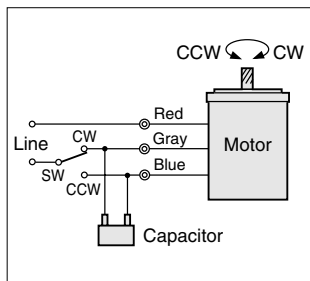 CCW CW
Red
Line CW Gray Motor
SW CCW Blue
Capacitor